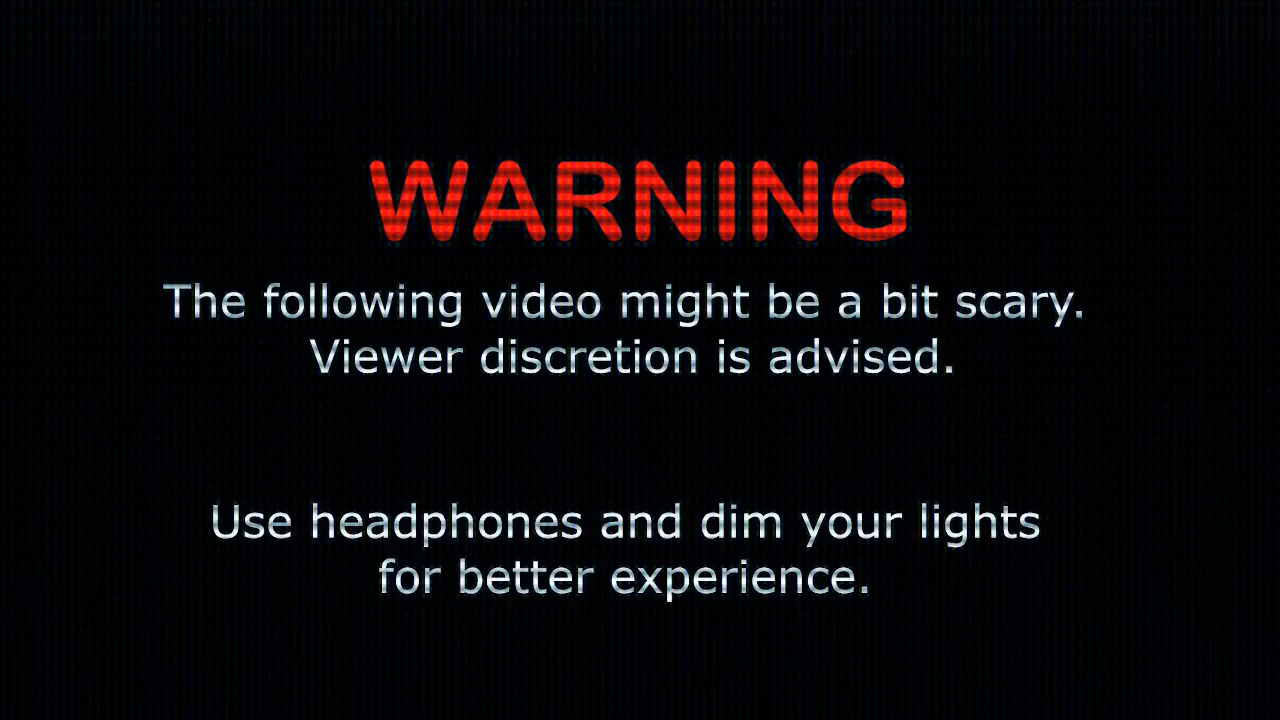 WARNING
The following video might be a bit scary.
Viewer discretion is advised.
Use headphones and dim your lights
for better experience.